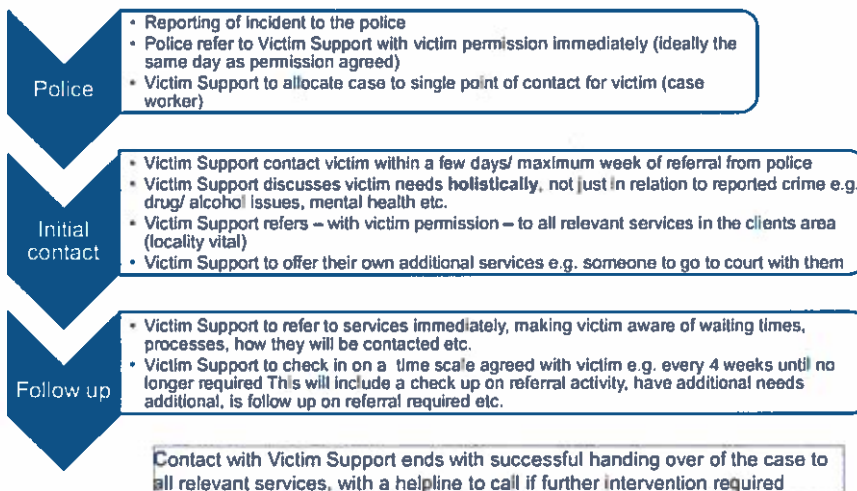 Police
• Reporting of incident to the police
• Police refer to Victim Support with victim permission immediately (ideally the
same day as permission agreed)
• Victim Support to allocate case to single point of contact for victim (case
worker)
Initial
contact
• Victim Support contact victim within a few days/ maximum week of referral from police
• Victim Support discusses victim needs holistically, not just in relation to reported crime e.g.
drug/ alcohol issues, mental health etc.
• Victim Support refers – with victim permission – to all relevant services in the clients area
(locality vital)
• Victim Support to offer their own additional services e.g. someone to go to court with them
Follow up
• Victim Support to refer to services immediately, making victim aware of waiting times,
processes, how they will be contacted etc.
• Victim Support to check in on a time scale agreed with victim e.g. every 4 weeks until no
longer required This will include a check up on referral activity, have additional needs
additional, is follow up on referral required etc.
Contact with Victim Support ends with successful handing over of the case to
all relevant services, with a helpline to call if further intervention required